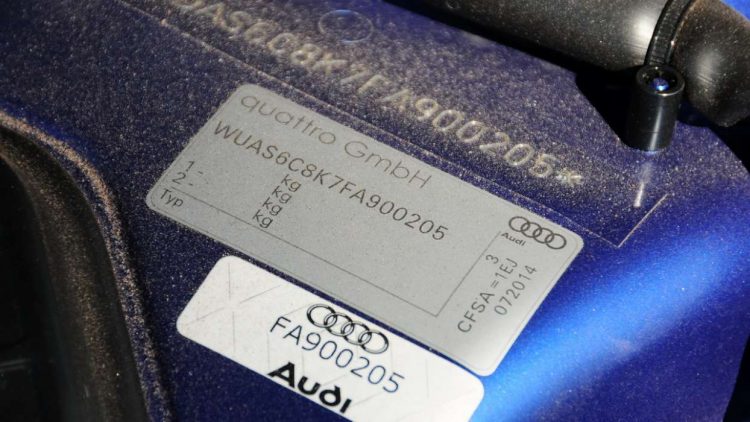 WUAS6C8K7FA900205*
quattro GmbH
WUAS6C8K7FA900205
kg
1- kg
2- kg
Typ kg
Audi
3
CFSA =1EJ
072014
FA900205
Audi